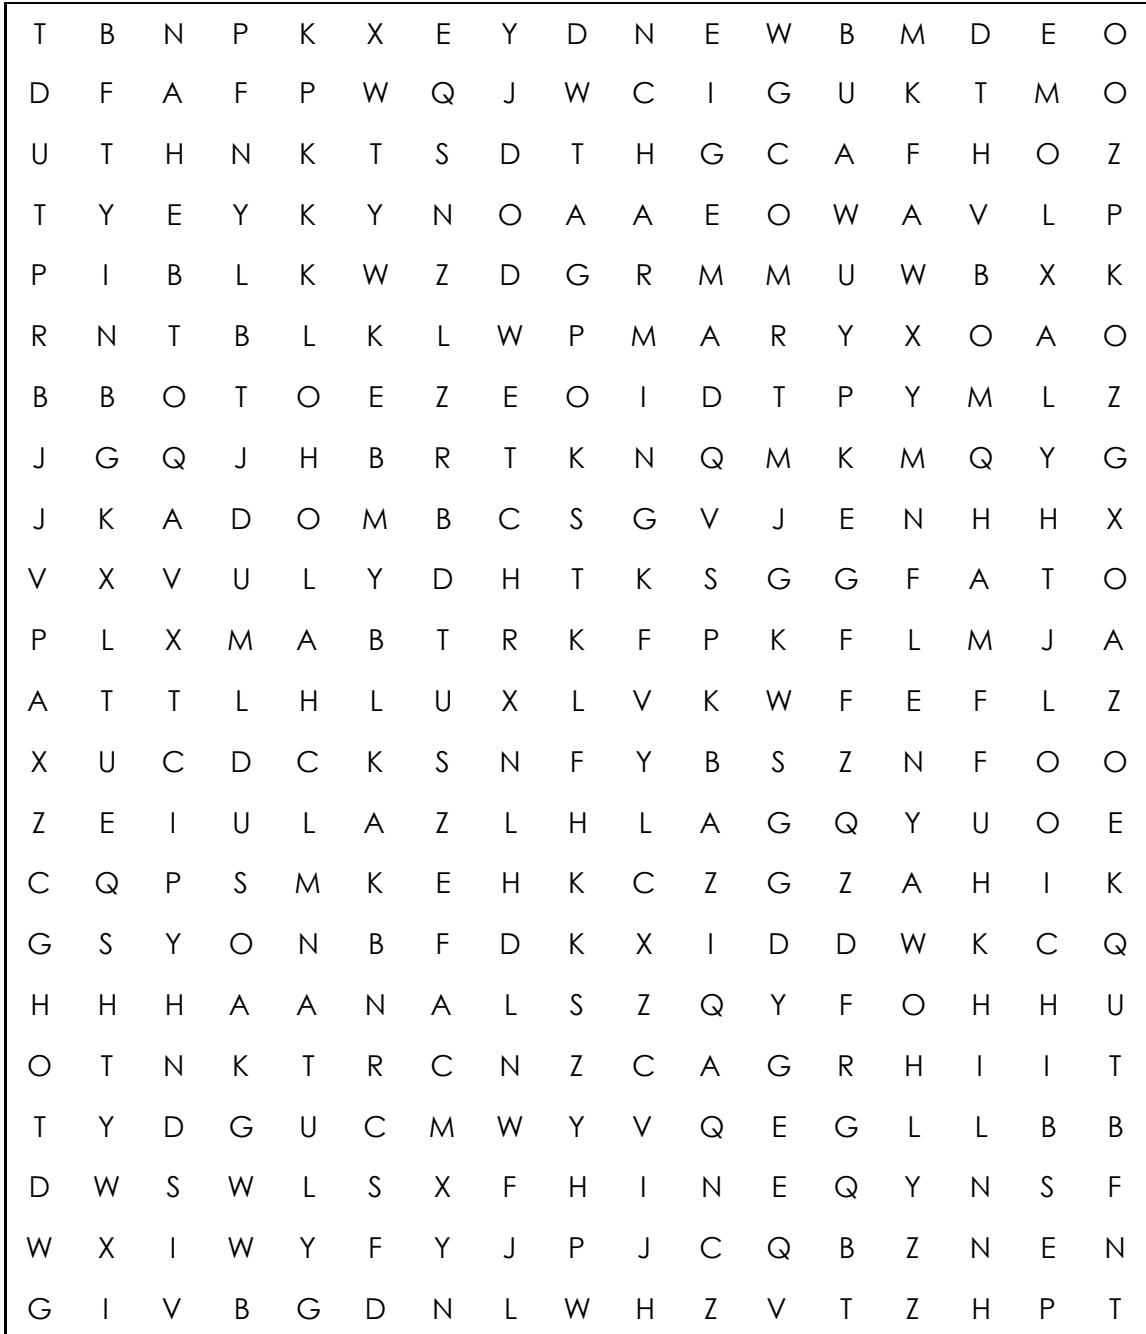 T B N P K X E Y D N E W B M D E O
D F A F P W Q J W C I G U K T M O
U T H N K T S D T H G C A F H O Z
T Y E Y K Y N O A A E O W A V L P
P I B L K W Z D G R M M U W B X K
R N T B L K L W P M A R Y X O A O
B B O T O E Z E O I D T P Y M L Z
J G Q J H B R T K N Q M K M Q Y G
J K A D O M B C S G V J E N H H X
V X V U L Y D H T K S G G F A T O
P L X M A B T R K F P K F L M J A
A T T L H L U X L V K W F E F L Z
X U C D C K S N F Y B S Z N F O O
Z E I U L A Z L H L A G Q Y U O E
C Q P S M K E H K C Z G Z A H I K
G S Y O N B F D K X I D D W K C Q
H H H A A N A L S Z Q Y F O H H U
O T N K T R C N Z C A G R H I I T
T Y D G U C M W Y V Q E G L L B B
D W S W L S X F H I N E Q Y N S F
W X I W Y F Y J P J C Q B Z N E N
G I V B G D N L W H Z V T Z H P T